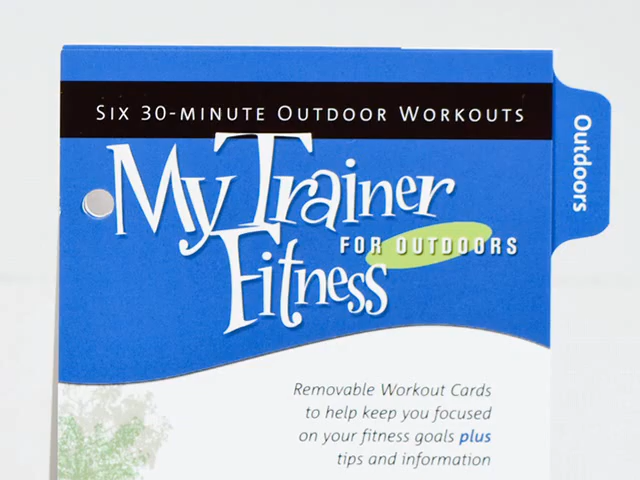 Six 30-minute Outdoor Workouts
Outdoors
My Trainer
for Outdoors
Fitness
Removable Workout Cards
to help keep you focused
on your fitness goals plus
tips and information